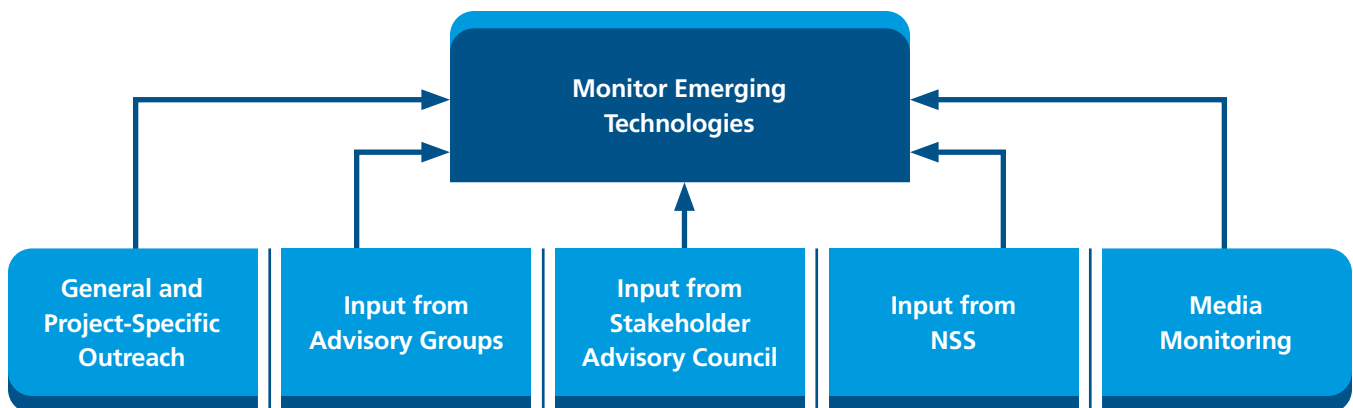 Monitor Emerging
Technologies
General and
Project-Specific
Outreach
Input from
Advisory Groups
Input from
Stakeholder
Advisory Council
Input from
NSS
Media
Monitoring